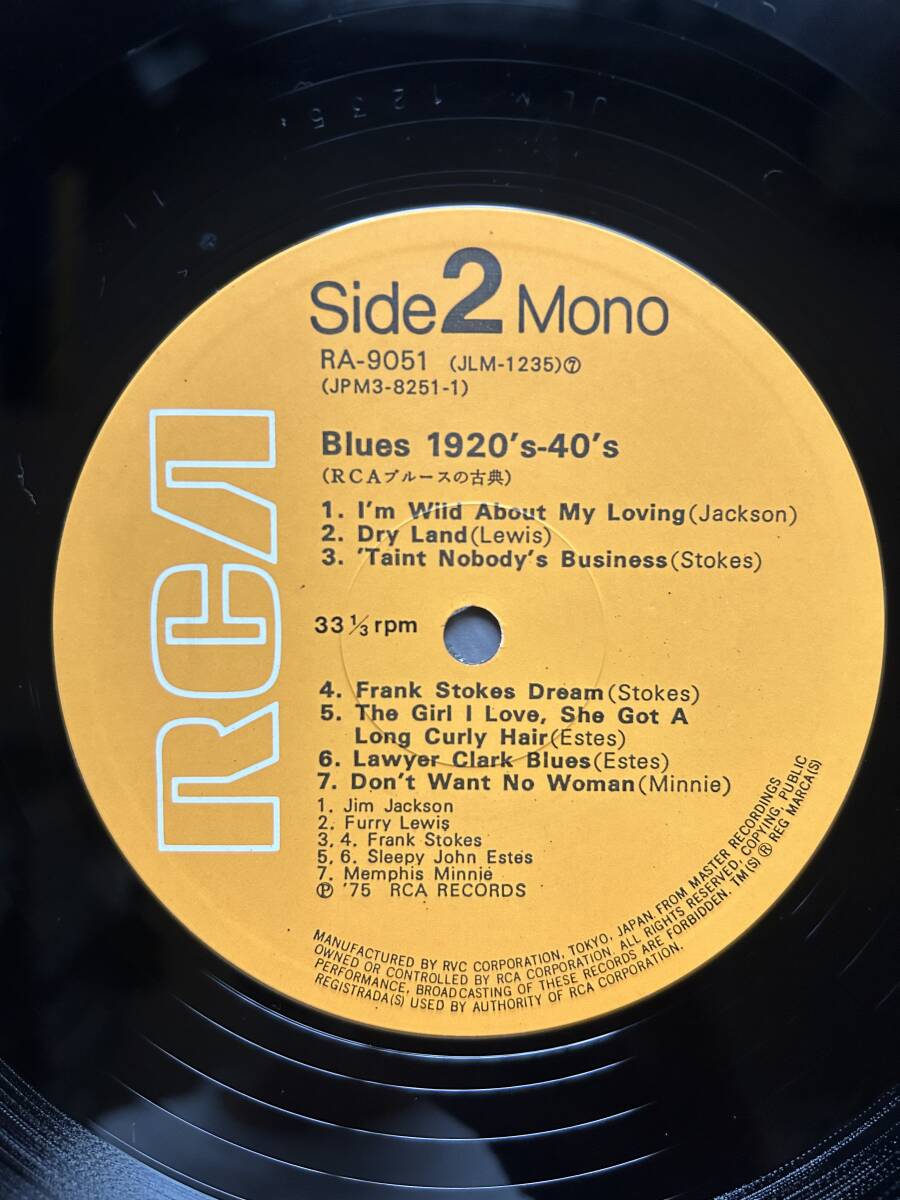 JLM 1235
Side 2 Mono
RA-9051 (JLM-1235)⑦
(JPM3-8251-1)
RCA
Blues 1920's-40's
(RCAブルースの古典)
1. I'm Wild About My Loving(Jackson)
2. Dry Land(Lewis)
3. 'Taint Nobody's Business(Stokes)
33 ⅓ rpm
4. Frank Stokes Dream(Stokes)
5. The Girl I Love, She Got A
Long Curly Hair(Estes)
6. Lawyer Clark Blues(Estes)
7. Don't Want No Woman(Minnie)
1. Jim Jackson
2. Furry Lewis
3, 4. Frank Stokes
5, 6. Sleepy John Estes
7. Memphis Minnie
Ⓟ '75 RCA RECORDS
MANUFACTURED BY RVC CORPORATION, TOKYO, JAPAN. FROM MASTER RECORDINGS
OWNED OR CONTROLLED BY RCA CORPORATION. ALL RIGHTS RESERVED, COPYING, PUBLIC
PERFORMANCE, BROADCASTING OF THESE RECORDS ARE FORBIDDEN. TM(S) ® REG MARCA(S)
REGISTRADA(S) USED BY AUTHORITY OF RCA CORPORATION.